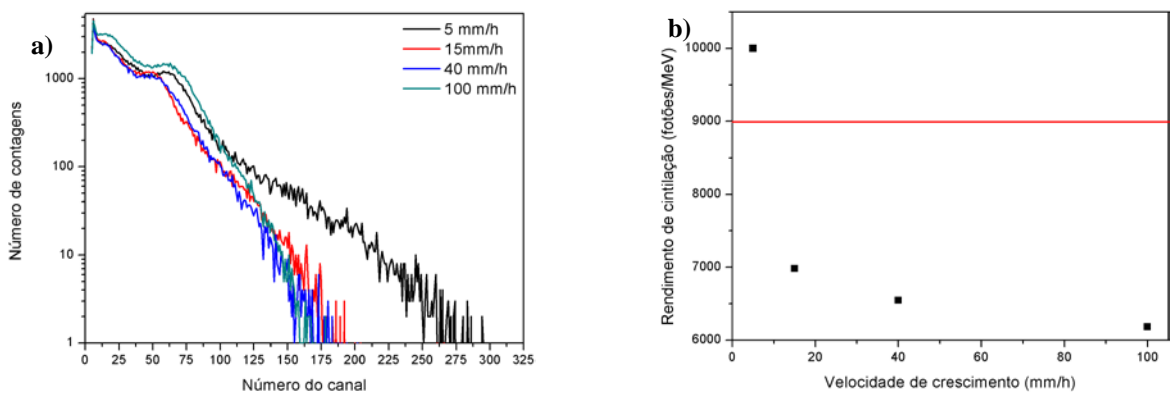 a)
5 mm/h
15mm/h
40 mm/h
100 mm/h
Número de contagens
1000
100
10
1
0 25 50 75 100 125 150 175 200 225 250 275 300 325
Número do canal
b)
Rendimento de cintilação (fotões/MeV)
10000
9000
8000
7000
6000
0 20 40 60 80 100
Velocidade de crescimento (mm/h)